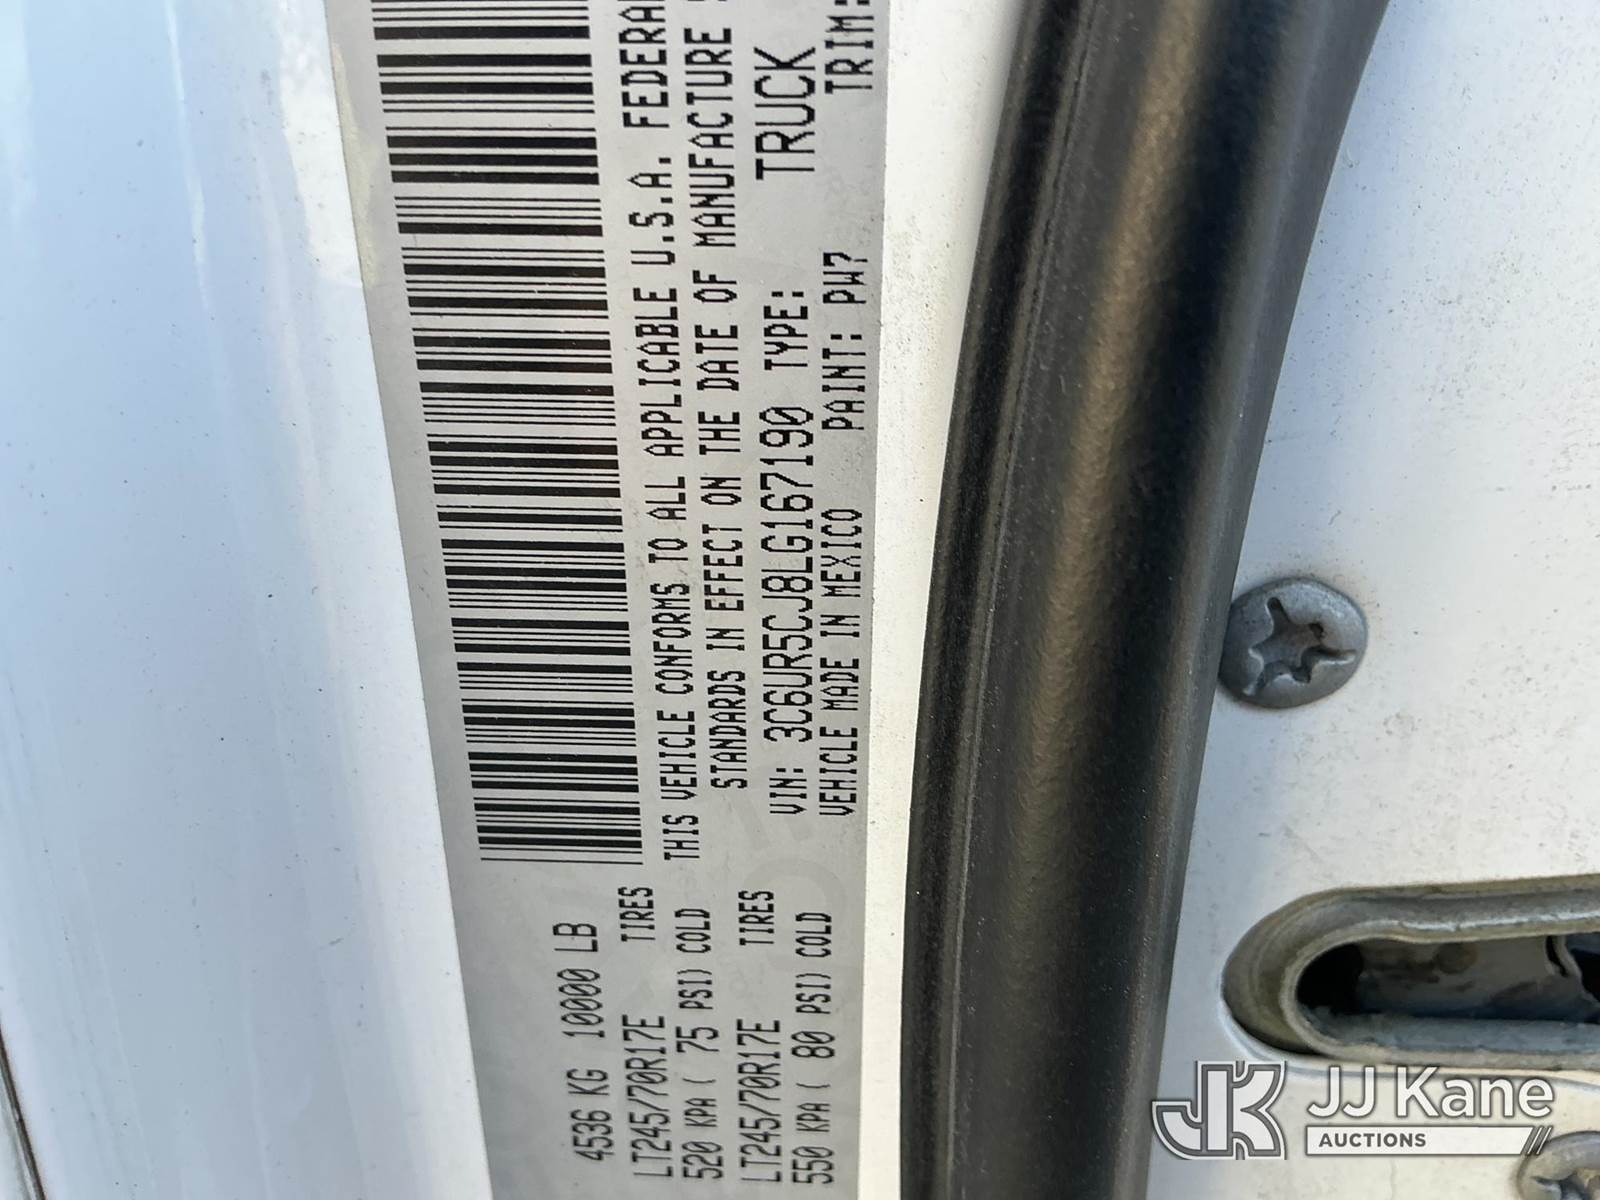 4536 KG 10000 LB
LT245/70R17E TIRES
520 KPA ( 75 PSI) COLD
LT245/70R17E TIRES
550 KPA ( 80 PSI) COLD
THIS VEHICLE CONFORMS TO ALL APPLICABLE U.S.A. FEDERA
STANDARDS IN EFFECT ON THE DATE OF MANUFACTURE
VIN: 3C6UR5CJ8LG167190 TYPE: TRUCK
VEHICLE MADE IN MEXICO PAINT: PW7 TRIM:
JK JJ Kane
AUCTIONS